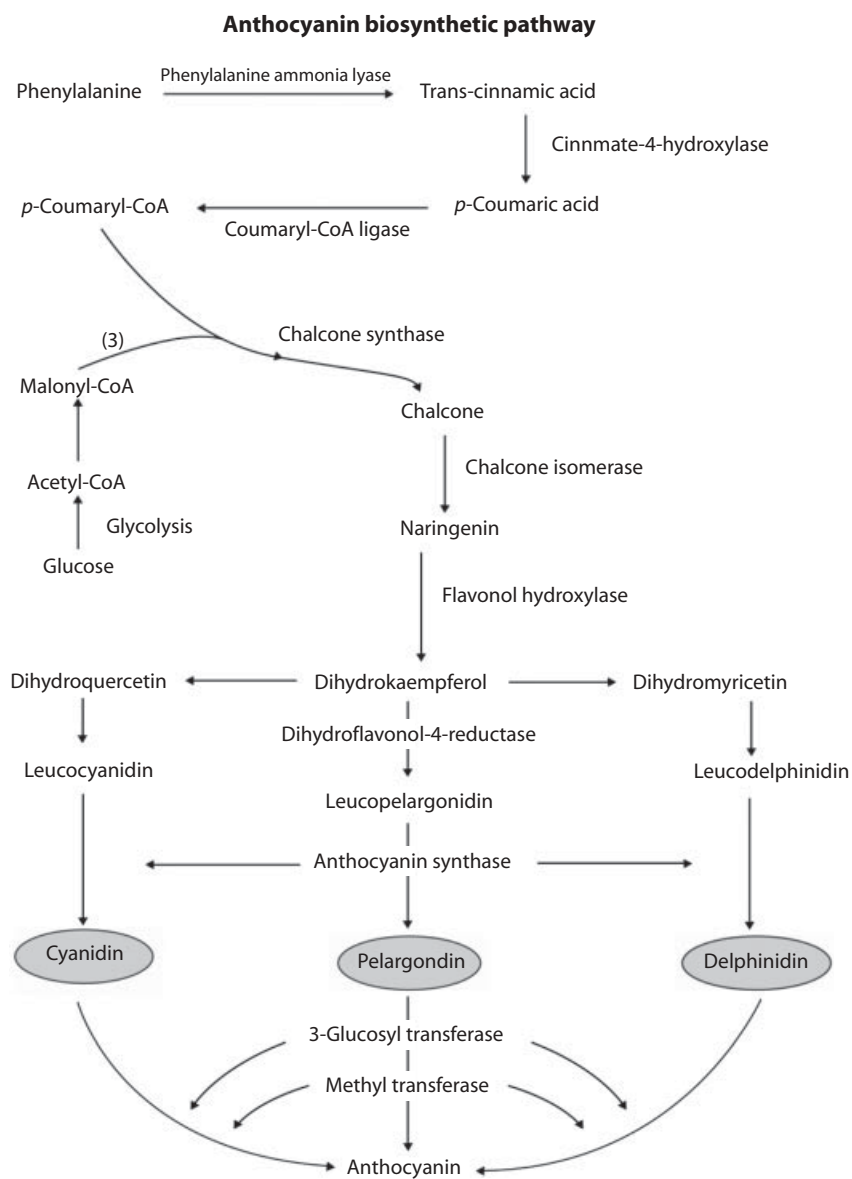 Anthocyanin biosynthetic pathway
Phenylalanine
Phenylalanine ammonia lyase
Trans-cinnamic acid
Cinnmate-4-hydroxylase
p-Coumaryl-CoA
p-Coumaric acid
Coumaryl-CoA ligase
(3)
Chalcone synthase
Malonyl-CoA
Chalcone
Chalcone isomerase
Acetyl-CoA
Glycolysis
Naringenin
Glucose
Flavonol hydroxylase
Dihydroquercetin
Dihydrokaempferol
Dihydromyricetin
Dihydroflavonol-4-reductase
Leucocyanidin
Leucodelphinidin
Leucopelargonidin
Anthocyanin synthase
Cyanidin
Pelargondin
Delphinidin
3-Glucosyl transferase
Methyl transferase
Anthocyanin